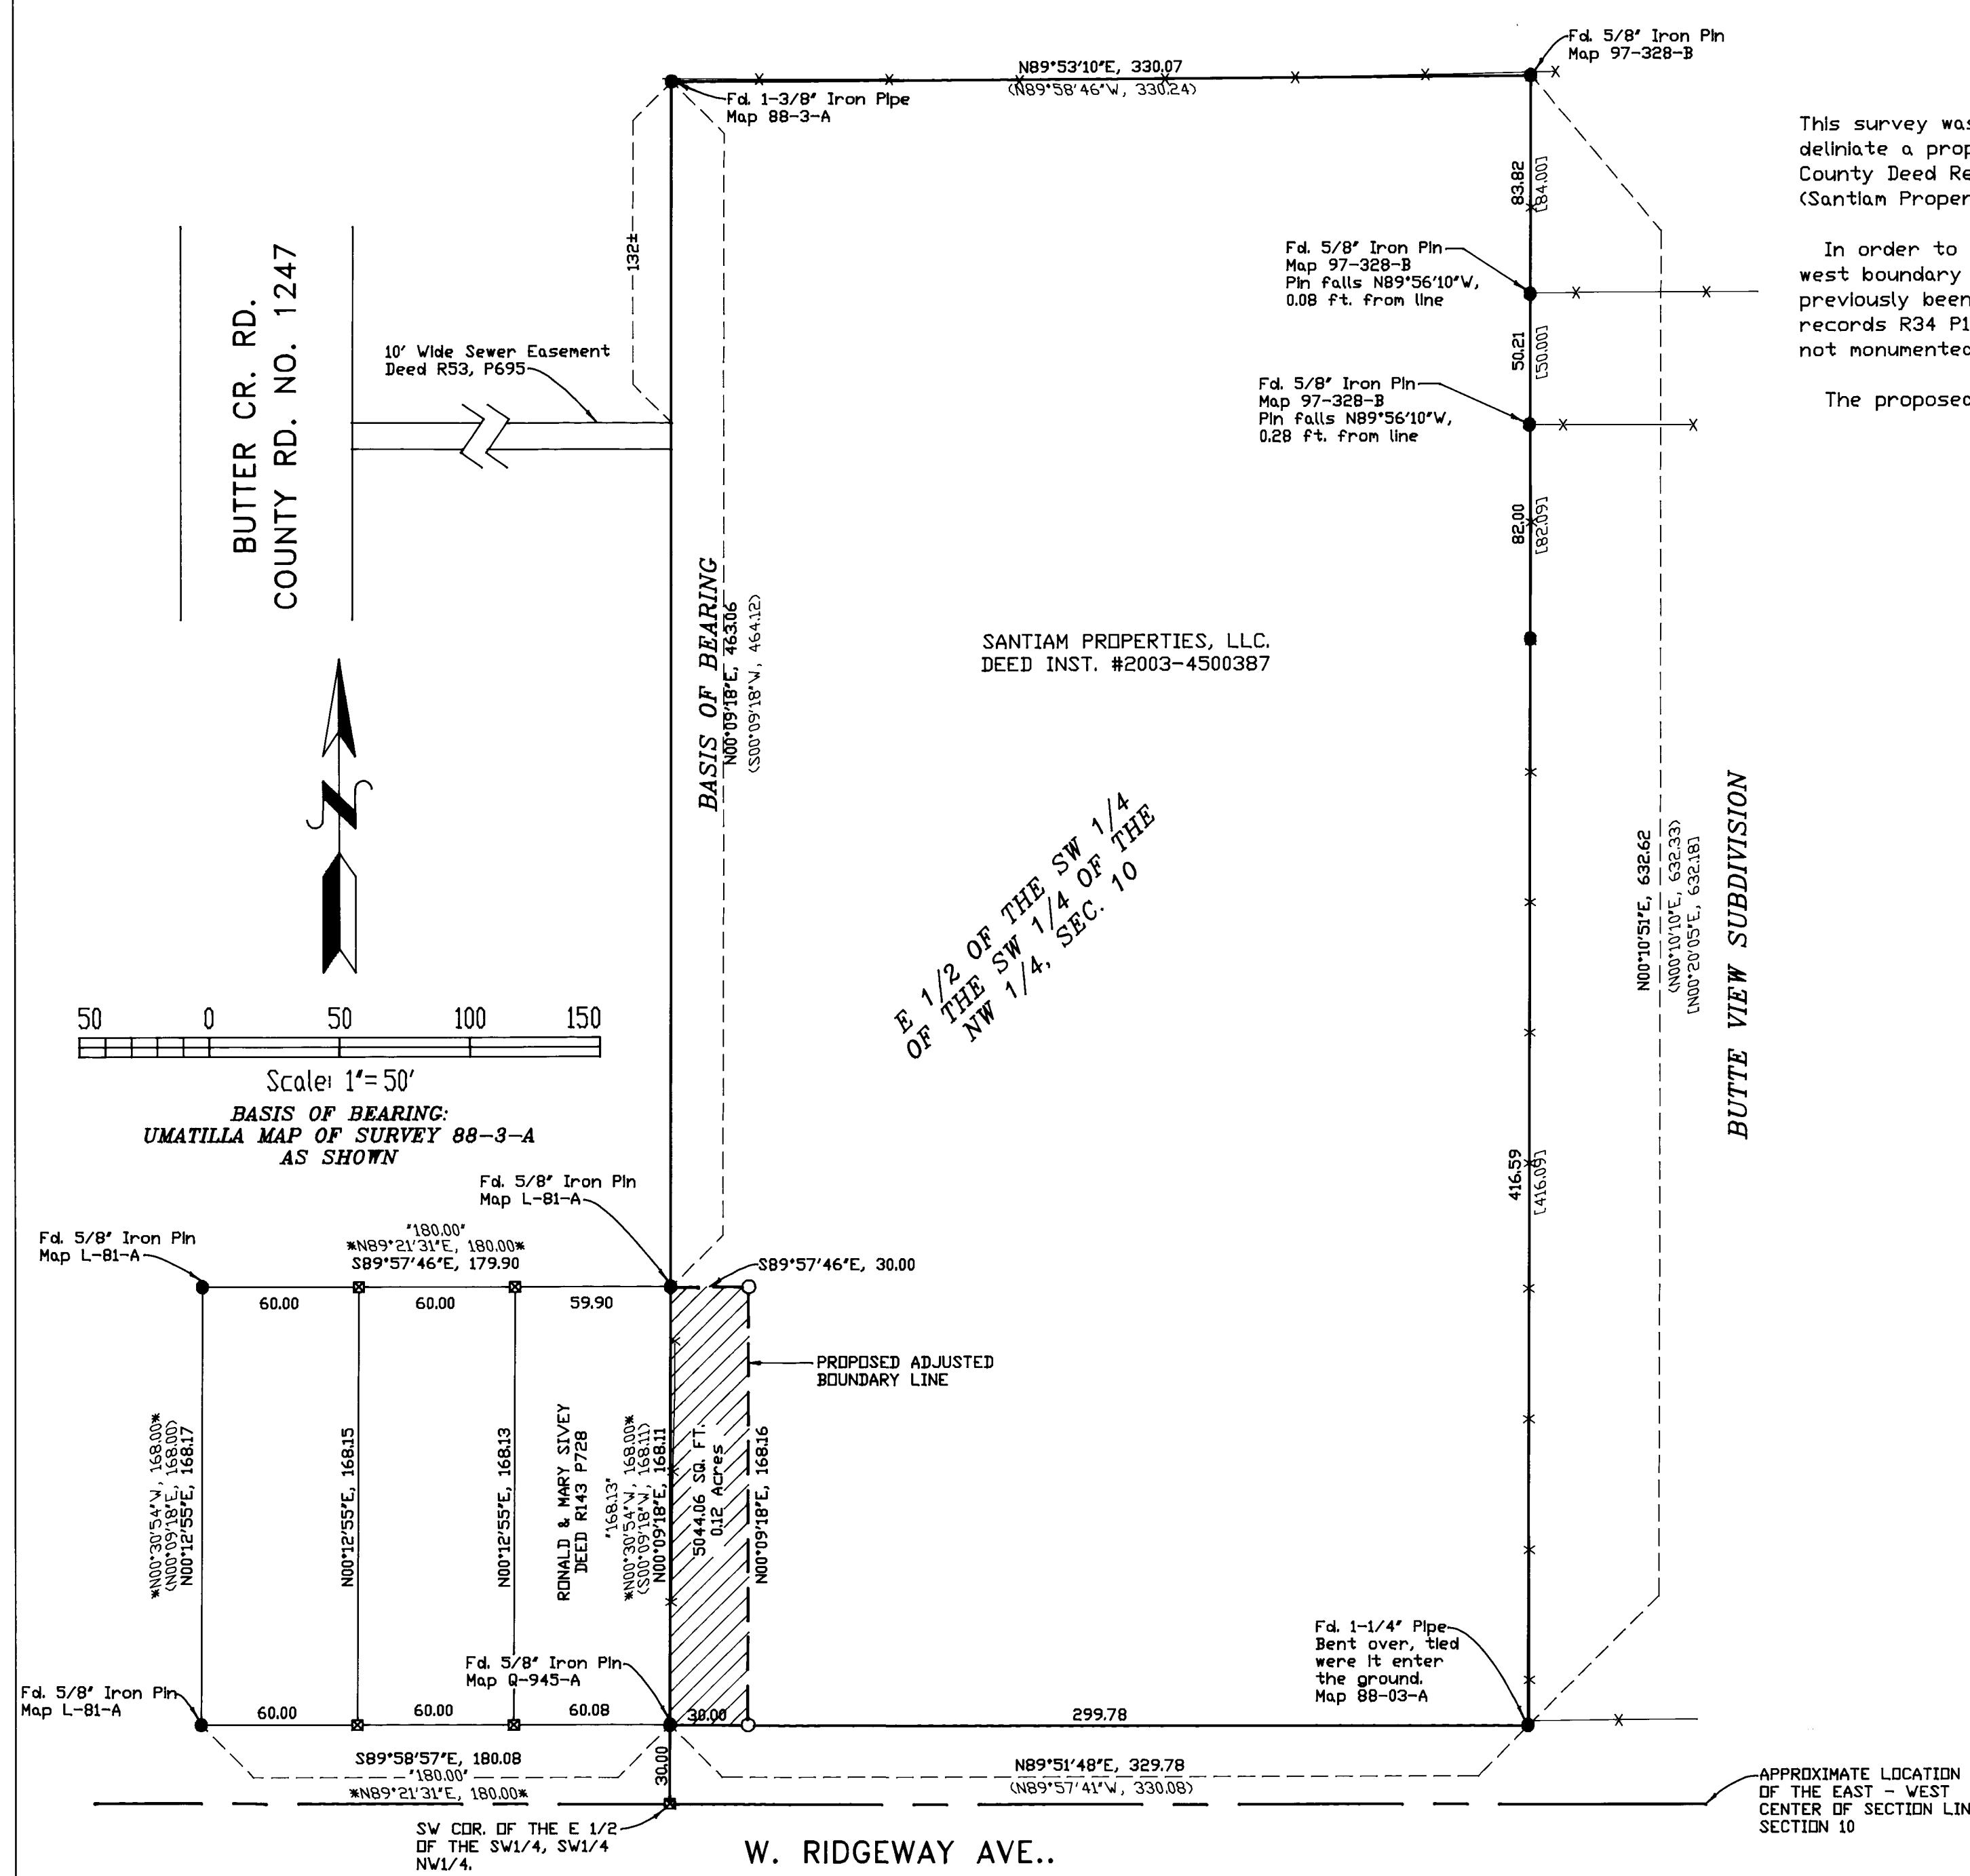 Fd. 5/8" Iron Pin
Map 97-328-B
N89°53'10"E, 330.07
(N89°58'46"W, 330.24)
Fd. 1-3/8" Iron Pipe
Map 88-3-A
This survey was
deliniate a prop
County Deed Re
(Santiam Proper
In order to
west boundary
previously been
records R34 P1
not monumented
The proposed
83.82
[84.00]
132±
Fd. 5/8" Iron Pin
Map 97-328-B
Pin falls N89°56'10"W,
0.08 ft. from line
50.21
[50.00]
BUTTER CR. RD.
COUNTY RD. NO. 1247
10' Wide Sewer Easement
Deed R53, P695
Fd. 5/8" Iron Pin
Map 97-328-B
Pin falls N89°56'10"W,
0.28 ft. from line
82.00
[82.09]
BASIS OF BEARING
N00°09'18"E, 463.06
(S00°09'18"W, 464.12)
SANTIAM PROPERTIES, LLC.
DEED INST. #2003-4500387
N
E 1/2 OF THE SW 1/4
OF THE SW 1/4 OF THE
NW 1/4, SEC. 10
N00°10'51"E, 632.62
(N00°10'10"E, 632.33)
[N00°20'05"E, 632.18]
BUTTE VIEW SUBDIVISION
50 0 50 100 150
Scale: 1"=50'
BASIS OF BEARING:
UMATILLA MAP OF SURVEY 88-3-A
AS SHOWN
416.59
[416.09]
Fd. 5/8" Iron Pin
Map L-81-A
Fd. 5/8" Iron Pin
Map L-81-A
"180.00"
*N89°21'31"E, 180.00*
S89°57'46"E, 179.90
S89°57'46"E, 30.00
60.00
60.00
59.90
PROPOSED ADJUSTED
BOUNDARY LINE
*N00°30'54"W, 168.00*
(N00°09'18"E, 168.00)
N00°12'55"E, 168.17
N00°12'55"E, 168.15
N00°12'55"E, 168.13
RONALD & MARY SIVEY
DEED R143 P728
"168.13"
*N00°30'54"W, 168.00*
(S00°09'18"W, 168.11)
N00°09'18"E, 168.11
5044.06 SQ. FT.
0.12 Acres
N00°09'18"E, 168.16
Fd. 5/8" Iron Pin
Map L-81-A
Fd. 5/8" Iron Pin
Map Q-945-A
Fd. 1-1/4" Pipe
Bent over, tied
were it enter
the ground.
Map 88-03-A
60.00
60.00
60.08
30.00
299.78
S89°58'57"E, 180.08
"180.00"
*N89°21'31"E, 180.00*
30.00
N89°51'48"E, 329.78
(N89°57'41"W, 330.08)
APPROXIMATE LOCATION
OF THE EAST - WEST
CENTER OF SECTION LIN
SECTION 10
SW COR. OF THE E 1/2
OF THE SW1/4, SW1/4
NW1/4.
W. RIDGEWAY AVE..